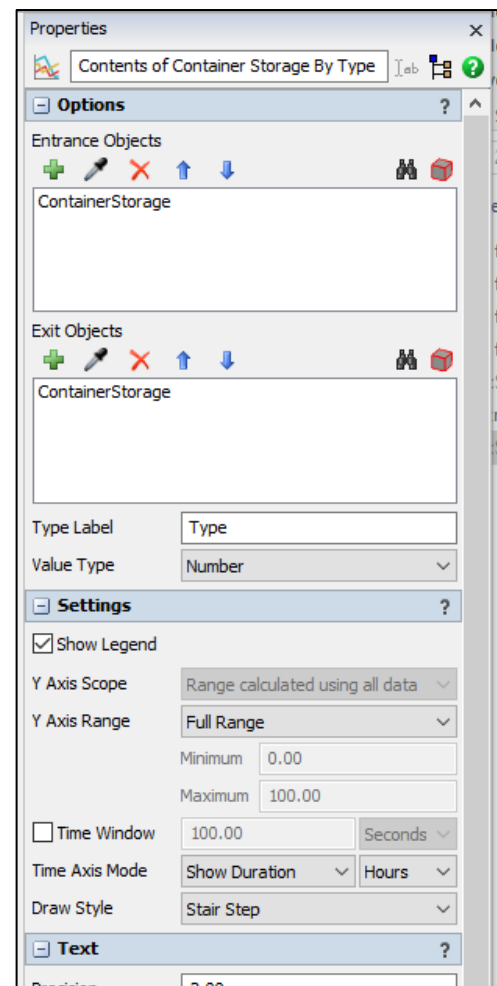 Properties
Contents of Container Storage By Type
Options ?
Entrance Objects
ContainerStorage
Exit Objects
ContainerStorage
Type Label Type
Value Type Number
Settings ?
Show Legend
Y Axis Scope Range calculated using all data
Y Axis Range Full Range
Minimum 0.00
Maximum 100.00
Time Window 100.00 Seconds
Time Axis Mode Show Duration Hours
Draw Style Stair Step
Text ?